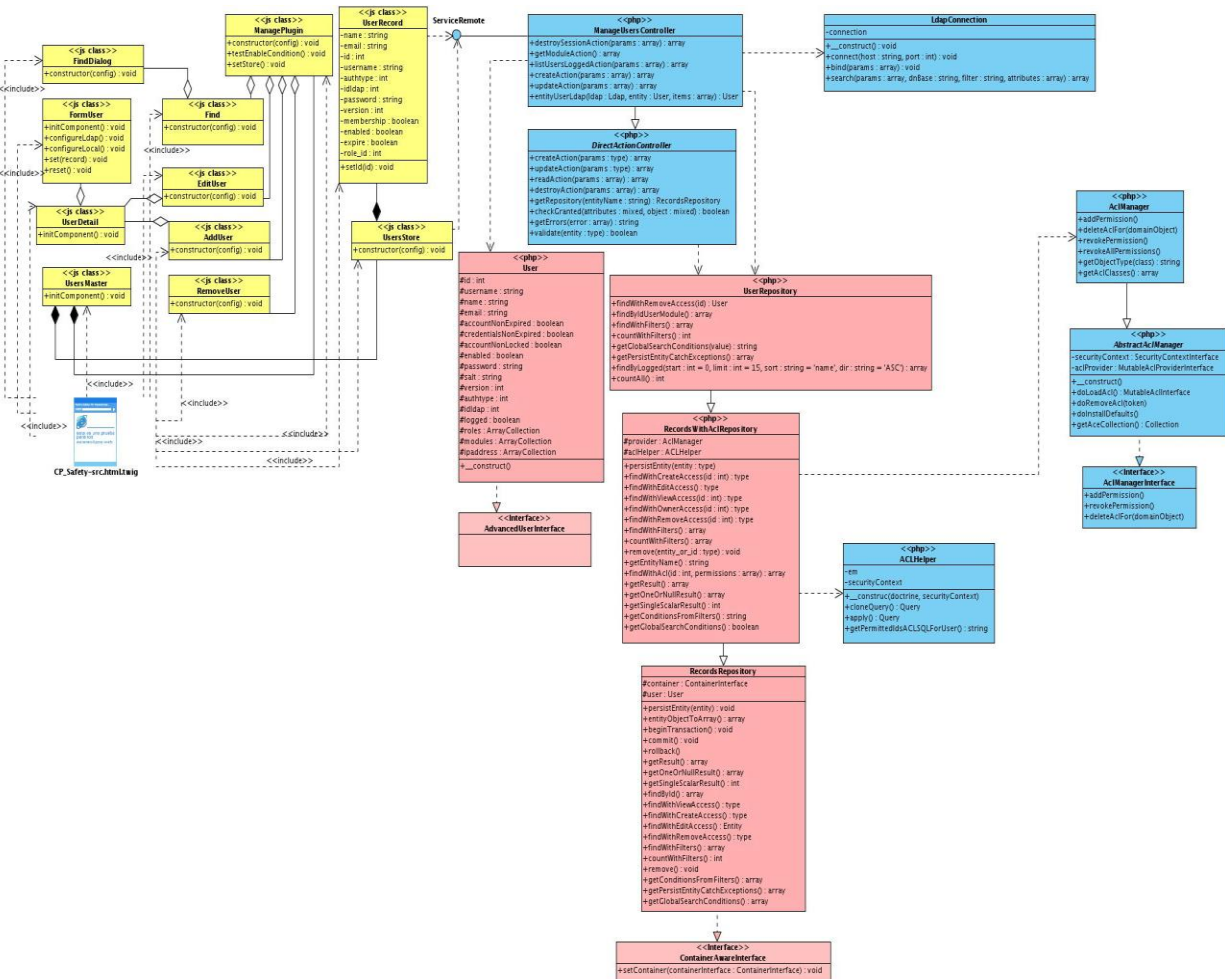 <<js class>>
FindDialog
+constructor(config) : void
<<js class>>
ManagePlugin
+constructor(config) : void
+testEnableCondition() : void
+setStore() : void
<<js class>>
UserRecord
-name : string
-email : string
-id : int
-username : string
-authtype : int
-idldap : int
-password : string
-version : int
-membership : boolean
-enabled : boolean
-expire : boolean
-role_id : int
+setId(id) : void
ServiceRemote
<<php>>
ManageUsersController
+destroySessionAction(params : array) : array
+getModuleAction() : array
+listUsersLoggedAction(params : array) : array
+createAction(params : array) : array
+updateAction(params : array) : array
+entityUserLdap(ldap : Ldap, entity : User, items : array) : User
LdapConnection
-connection
+__construct() : void
+connect(host : string, port : int) : void
+bind(params : array) : void
+search(params : array, dnBase : string, filter : string, attributes : array) : array
<<include>>
<<js class>>
FormUser
+initComponent() : void
+configureLdap() : void
+configureLocal() : void
+set(record) : void
+reset() : void
<<js class>>
Find
+constructor(config) : void
<<include>>
<<include>>
<<include>>
<<js class>>
EditUser
+constructor(config) : void
<<js class>>
UserDetail
+initComponent() : void
<<js class>>
AddUser
+constructor(config) : void
<<include>>
<<js class>>
UsersStore
+constructor(config) : void
<<js class>>
UsersMaster
+initComponent() : void
<<js class>>
RemoveUser
+constructor(config) : void
<<include>>
<<include>>
<<include>>
<<include>>
<<include>>
CP_Safety-src.html.twig
<<php>>
DirectActionController
+createAction(params : type) : array
+updateAction(params : type) : array
+readAction(params : array) : array
+destroyAction(params : array) : array
+getRepository(entityName : string) : RecordsRepository
+checkGranted(attributes : mixed, object : mixed) : boolean
+getErrors(error : array) : string
+validate(entity : type) : boolean
<<php>>
User
#id : int
#username : string
#name : string
#email : string
#accountNonExpired : boolean
#credentialsNonExpired : boolean
#accountNonLocked : boolean
#enabled : boolean
#password : string
#salt : string
#version : int
#authtype : int
#idldap : int
#logged : boolean
#roles : ArrayCollection
#modules : ArrayCollection
#ipaddress : ArrayCollection
+__construct()
<<Interface>>
AdvancedUserInterface
<<php>>
UserRepository
+findWithRemoveAccess(id) : User
+findByIdUserModule() : array
+findWithFilters() : array
+countWithFilters() : int
+getGlobalSearchConditions(value) : string
+getPersistEntityCatchExceptions() : array
+findByLogged(start : int = 0, limit : int = 15, sort : string = 'name', dir : string = 'ASC') : array
+countAll() : int
<<php>>
RecordsWithAclRepository
#provider : AclManager
#aclHelper : ACLHelper
+persistEntity(entity : type)
+findWithCreateAccess(id : int) : type
+findWithEditAccess() : type
+findWithViewAccess(id : int) : type
+findWithOwnerAccess(id : int) : type
+findWithRemoveAccess(id : int) : type
+findWithFilters() : array
+countWithFilters() : int
+remove(entity_or_id : type) : void
+getEntityName() : string
+findWithAcl(id : int, permissions : array) : array
+getResult() : array
+getOneOrNullResult() : array
+getSingleScalarResult() : int
+getConditionsFromFilters() : string
+getGlobalSearchConditions() : boolean
RecordsRepository
#container : ContainerInterface
#user : User
+persistEntity(entity) : void
+entityObjectToArray() : array
+beginTransaction() : void
+commit() : void
+rollback()
+getResult() : array
+getOneOrNullResult() : array
+getSingleScalarResult() : int
+findById() : array
+findWithViewAccess() : type
+findWithCreateAccess() : type
+findWithEditAccess() : Entity
+findWithRemoveAccess() : type
+findWithFilters() : array
+countWithFilters() : int
+remove() : void
+getConditionsFromFilters() : array
+getPersistEntityCatchExceptions() : array
+getGlobalSearchConditions() : array
<<Interface>>
ContainerAwareInterface
+setContainer(containerInterface : ContainerInterface) : void
<<php>>
AclManager
+addPermission()
+deleteAclFor(domainObject)
+revokePermission()
+revokeAllPermissions()
+getObjectType(class) : string
+getAclClasses() : array
<<php>>
AbstractAclManager
-securityContext : SecurityContextInterface
-aclProvider : MutableAclProviderInterface
+__construct()
+doLoadAcl() : MutableAclInterface
+doRemoveAcl(token)
+doInstallDefaults()
+getAceCollection() : Collection
<<Interface>>
AclManagerInterface
+addPermission()
+revokePermission()
+deleteAclFor(domainObject)
<<php>>
ACLHelper
-em
-securityContext
+__construc(doctrine, securityContext)
+cloneQuery() : Query
+apply() : Query
+getPermittedIdsACLSQLForUser() : string